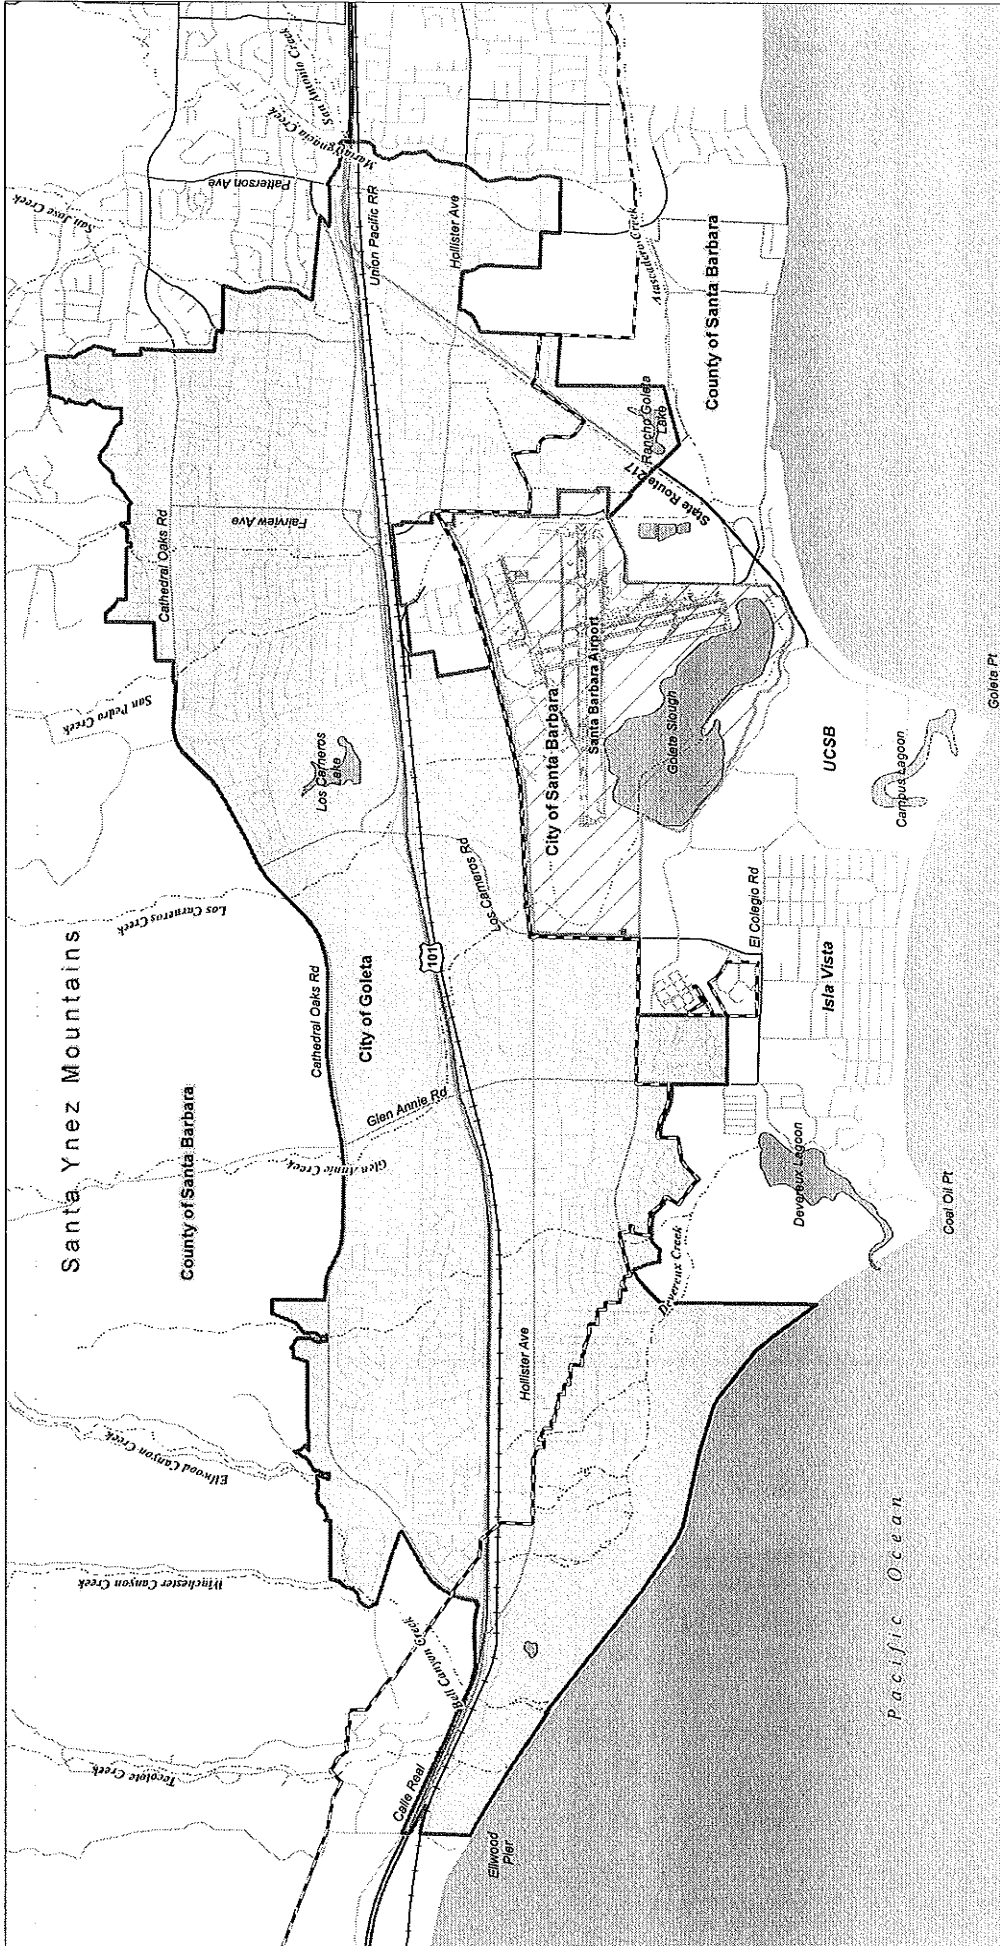 Santa Ynez Mountains
County of Santa Barbara
Tecolote Creek
Winchester Canyon Creek
Ellwood Canyon Creek
Glen Annie Creek
Los Carneros Creek
San Pedro Creek
San Jose Creek
Maria Ygnacia Creek
San Antonio Creek
Bell Canyon Creek
Calle Real
Cathedral Oaks Rd
Cathedral Oaks Rd
Glen Annie Rd
City of Goleta
Los Carneros
Lake
Fairview Ave
Patterson Ave
Union Pacific RR
Hollister Ave
101
Los Carneros Rd
Hollister Ave
Ellwood
Pier
Devereux Creek
City of Santa Barbara
Santa Barbara Airport
Goleta Slough
State Route 217
Rancho Goleta
Lake
Atascadero Creek
County of Santa Barbara
El Colegio Rd
Isla Vista
UCSB
Devereux Lagoon
Campus Lagoon
Coal Oil Pt
Goleta Pt
Pacific Ocean